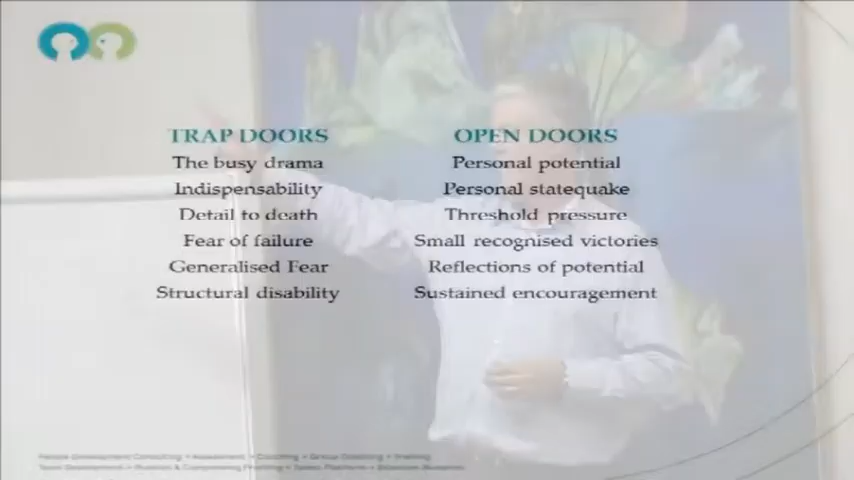 TRAP DOORS
The busy drama
Indispensability
Detail to death
Fear of failure
Generalised Fear
Structural disability
OPEN DOORS
Personal potential
Personal statequake
Threshold pressure
Small recognised victories
Reflections of potential
Sustained encouragement